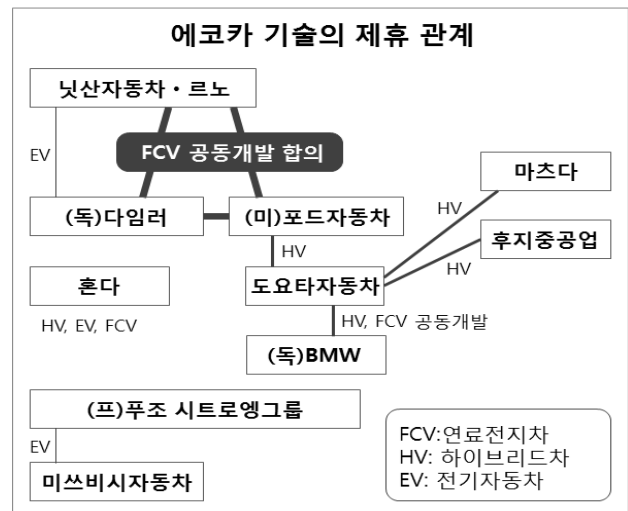 에코카 기술의 제휴 관계
닛산자동차・르노
EV
FCV 공동개발 합의
(독)다임러
(미)포드자동차
마츠다
HV
후지중공업
HV
HV
혼다
HV, EV, FCV
도요타자동차
HV, FCV 공동개발
(독)BMW
(프)푸조 시트로엥그룹
EV
미쓰비시자동차
FCV:연료전지차
HV: 하이브리드차
EV: 전기자동차